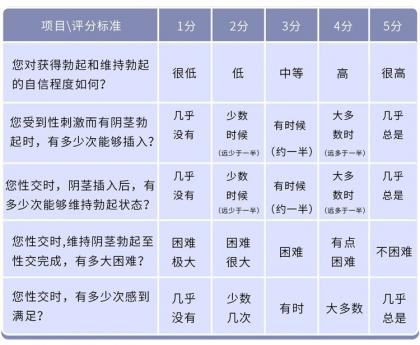 项目\评分标准 1分 2分 3分 4分 5分
您对获得勃起和维持勃起
的自信程度如何?
很低 低 中等 高 很高
您受到性刺激而有阴茎勃
起时，有多少次能够插入?
几乎
没有
少数
时候
(远少于一半)
有时候
(约一半)
大多
数时
(远多于一半)
几乎
总是
您性交时，阴茎插入后，有
多少次能够维持勃起状态?
几乎
没有
少数
时候
(远少于一半)
有时候
(约一半)
大多
数时
(远多于一半)
几乎
总是
您性交时,维持阴茎勃起至
性交完成，有多大困难?
困难
极大
困难
很大
困难
有点
困难
不困难
您性交时，有多少次感到
满足?
几乎
没有
少数
几次
有时
大多数
几乎
总是